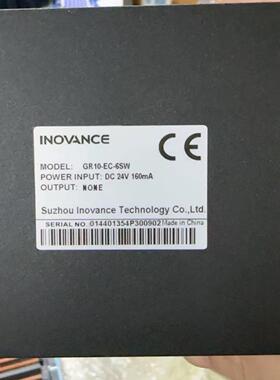 INOVANCE
CE
MODEL: GR10-EC-6SW
POWER INPUT: DC 24V 160mA
OUTPUT: NONE
Suzhou Inovance Technology Co.,Ltd.
SERIAL NO. 014401354P300902 Made in China